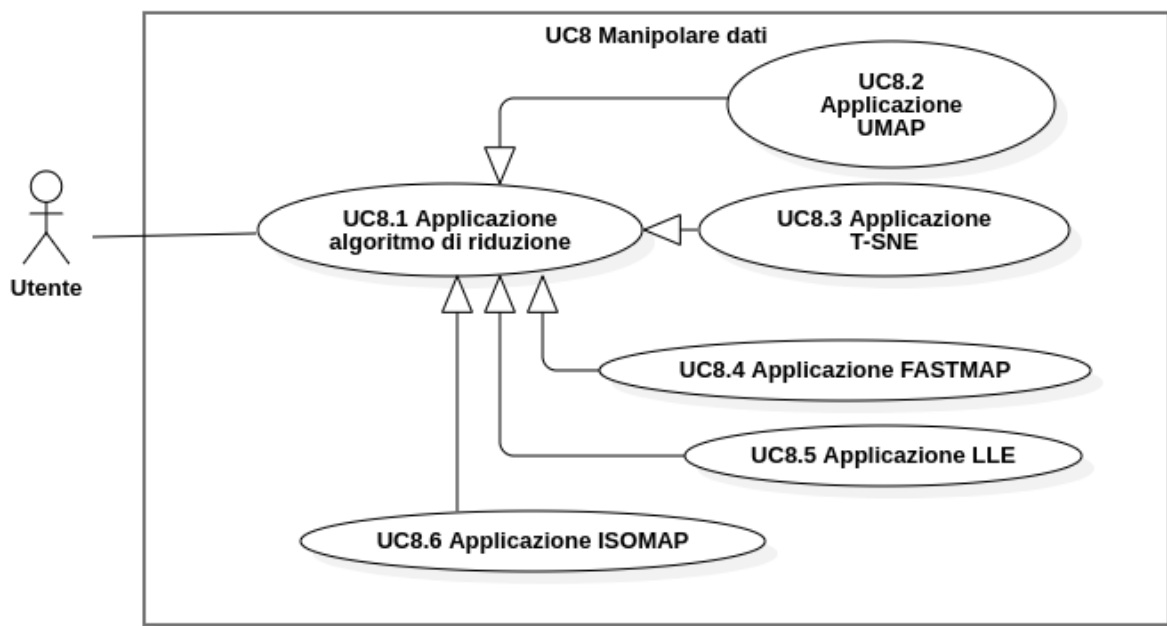 UC8 Manipolare dati
UC8.2
Applicazione
UMAP
UC8.1 Applicazione
algoritmo di riduzione
UC8.3 Applicazione
T-SNE
Utente
UC8.4 Applicazione FASTMAP
UC8.5 Applicazione LLE
UC8.6 Applicazione ISOMAP